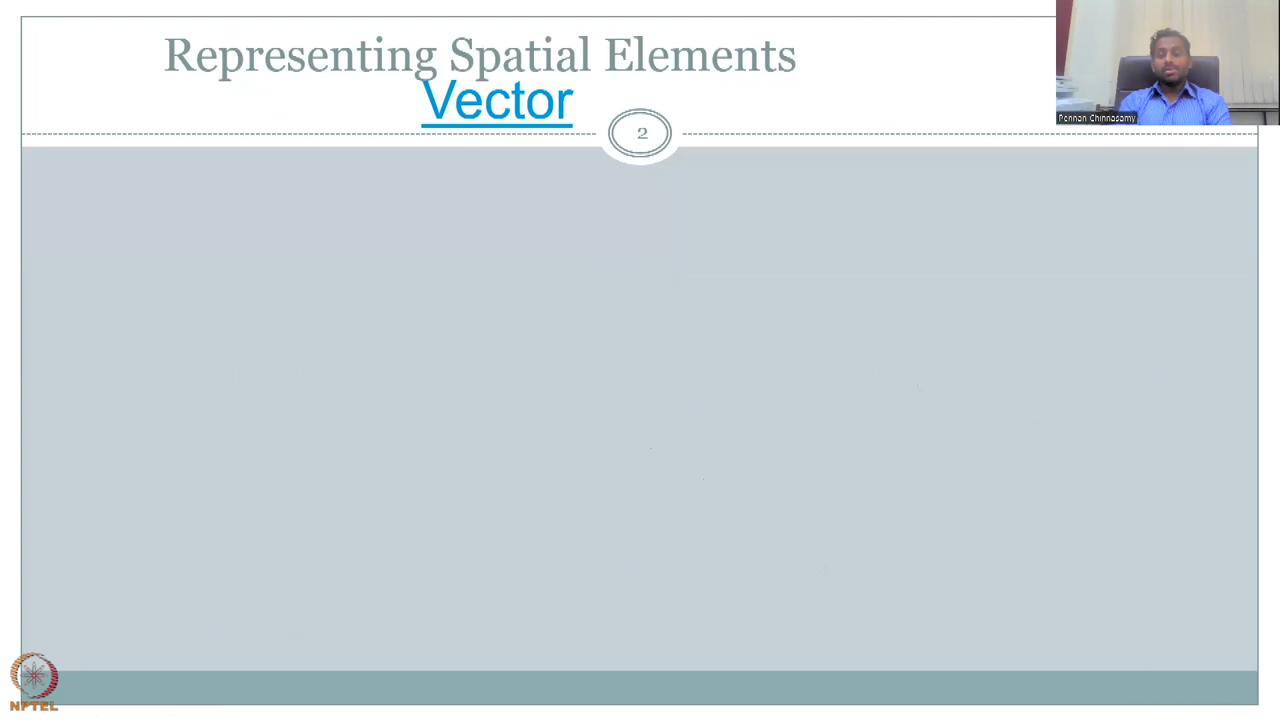 Representing Spatial Elements
Vector
2
Pennan Chinnasamy
NPTEL